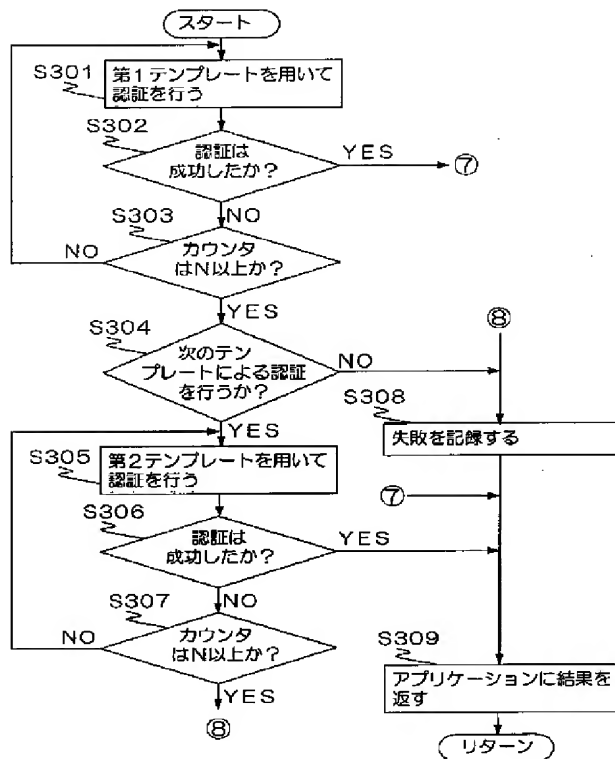 スタート
S301
第1テンプレートを用いて
認証を行う
S302
認証は
成功したか?
YES
⑦
NO
S303
カウンタ
はN以上か?
NO
YES
S304
次のテン
プレートによる認証
を行うか?
NO
YES
⑧
S308
失敗を記録する
S305
第2テンプレートを用いて
認証を行う
⑦
S306
認証は
成功したか?
YES
NO
S307
カウンタ
はN以上か?
NO
YES
⑧
S309
アプリケーションに結果を
返す
リターン